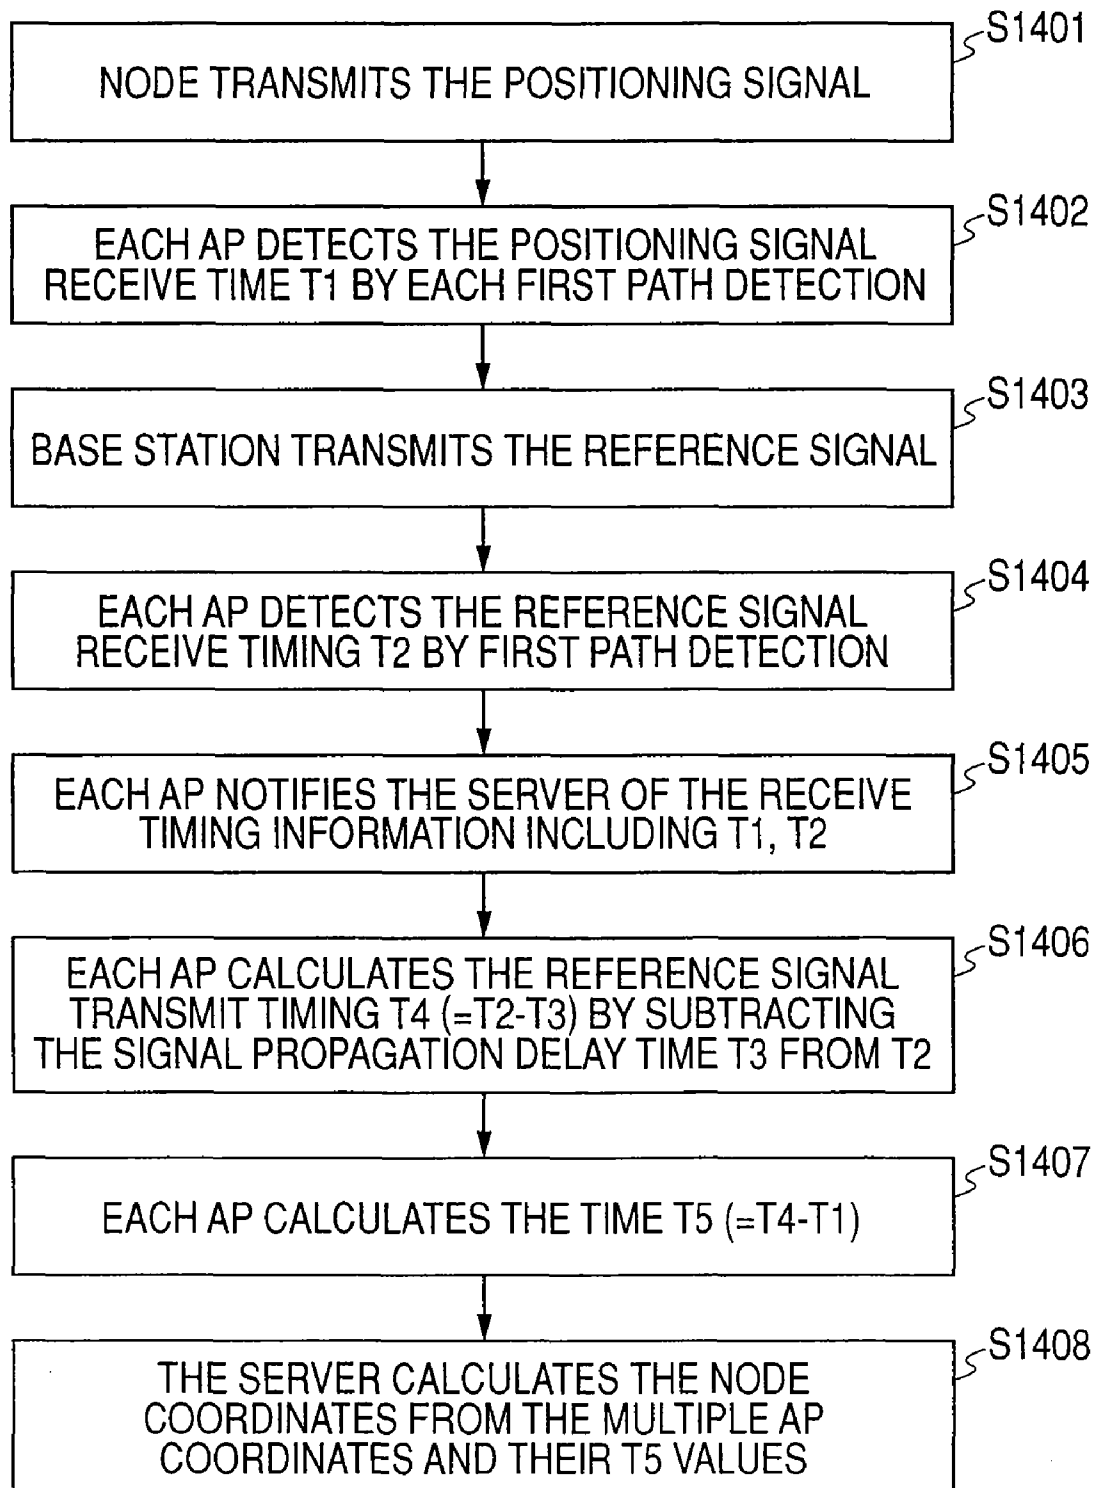 S1401
NODE TRANSMITS THE POSITIONING SIGNAL
S1402
EACH AP DETECTS THE POSITIONING SIGNAL
RECEIVE TIME T1 BY EACH FIRST PATH DETECTION
S1403
BASE STATION TRANSMITS THE REFERENCE SIGNAL
S1404
EACH AP DETECTS THE REFERENCE SIGNAL
RECEIVE TIMING T2 BY FIRST PATH DETECTION
S1405
EACH AP NOTIFIES THE SERVER OF THE RECEIVE
TIMING INFORMATION INCLUDING T1, T2
S1406
EACH AP CALCULATES THE REFERENCE SIGNAL
TRANSMIT TIMING T4 (=T2-T3) BY SUBTRACTING
THE SIGNAL PROPAGATION DELAY TIME T3 FROM T2
S1407
EACH AP CALCULATES THE TIME T5 (=T4-T1)
S1408
THE SERVER CALCULATES THE NODE
COORDINATES FROM THE MULTIPLE AP
COORDINATES AND THEIR T5 VALUES